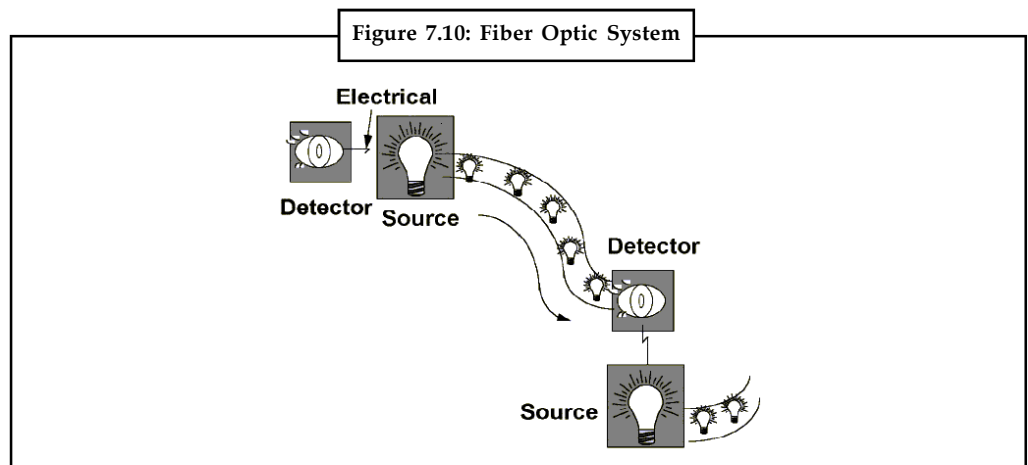 Figure 7.10: Fiber Optic System
Electrical
Detector
Source
Detector
Source